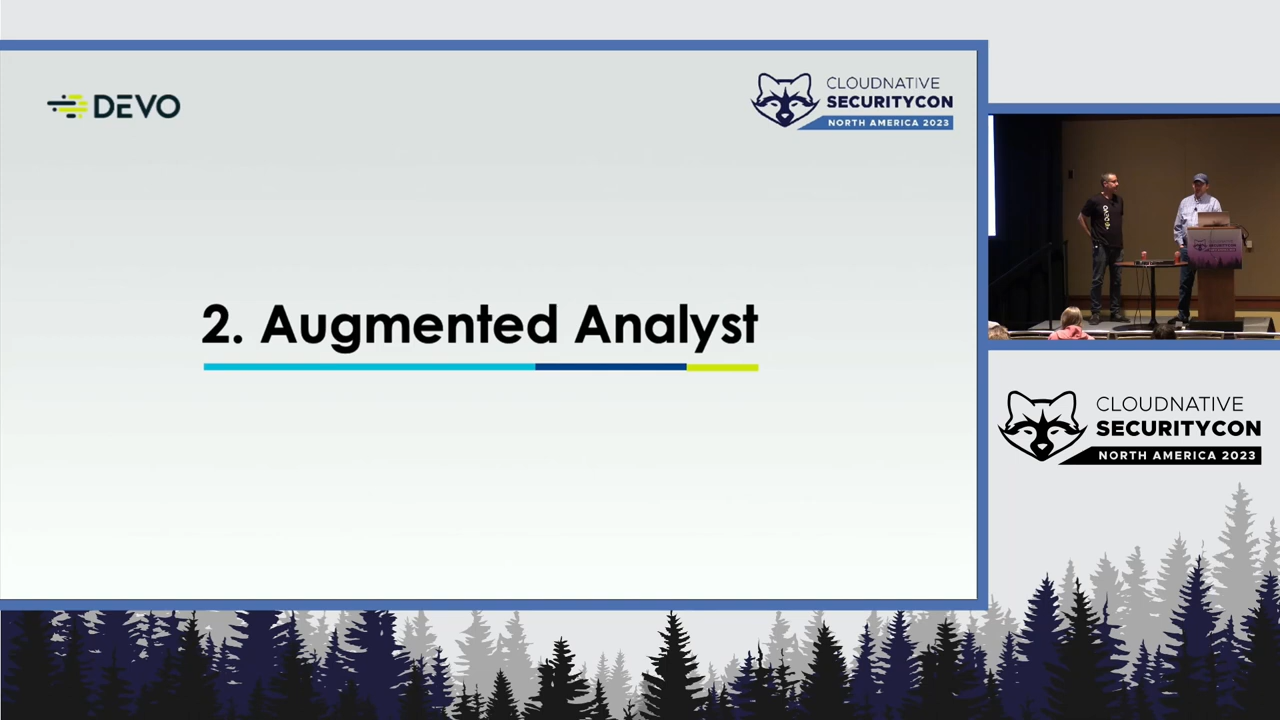 DEVO
CLOUDNATIVE
SECURITYCON
NORTH AMERICA 2023
2. Augmented Analyst
CLOUDNATIVE
SECURITYCON
NORTH AMERICA 2023